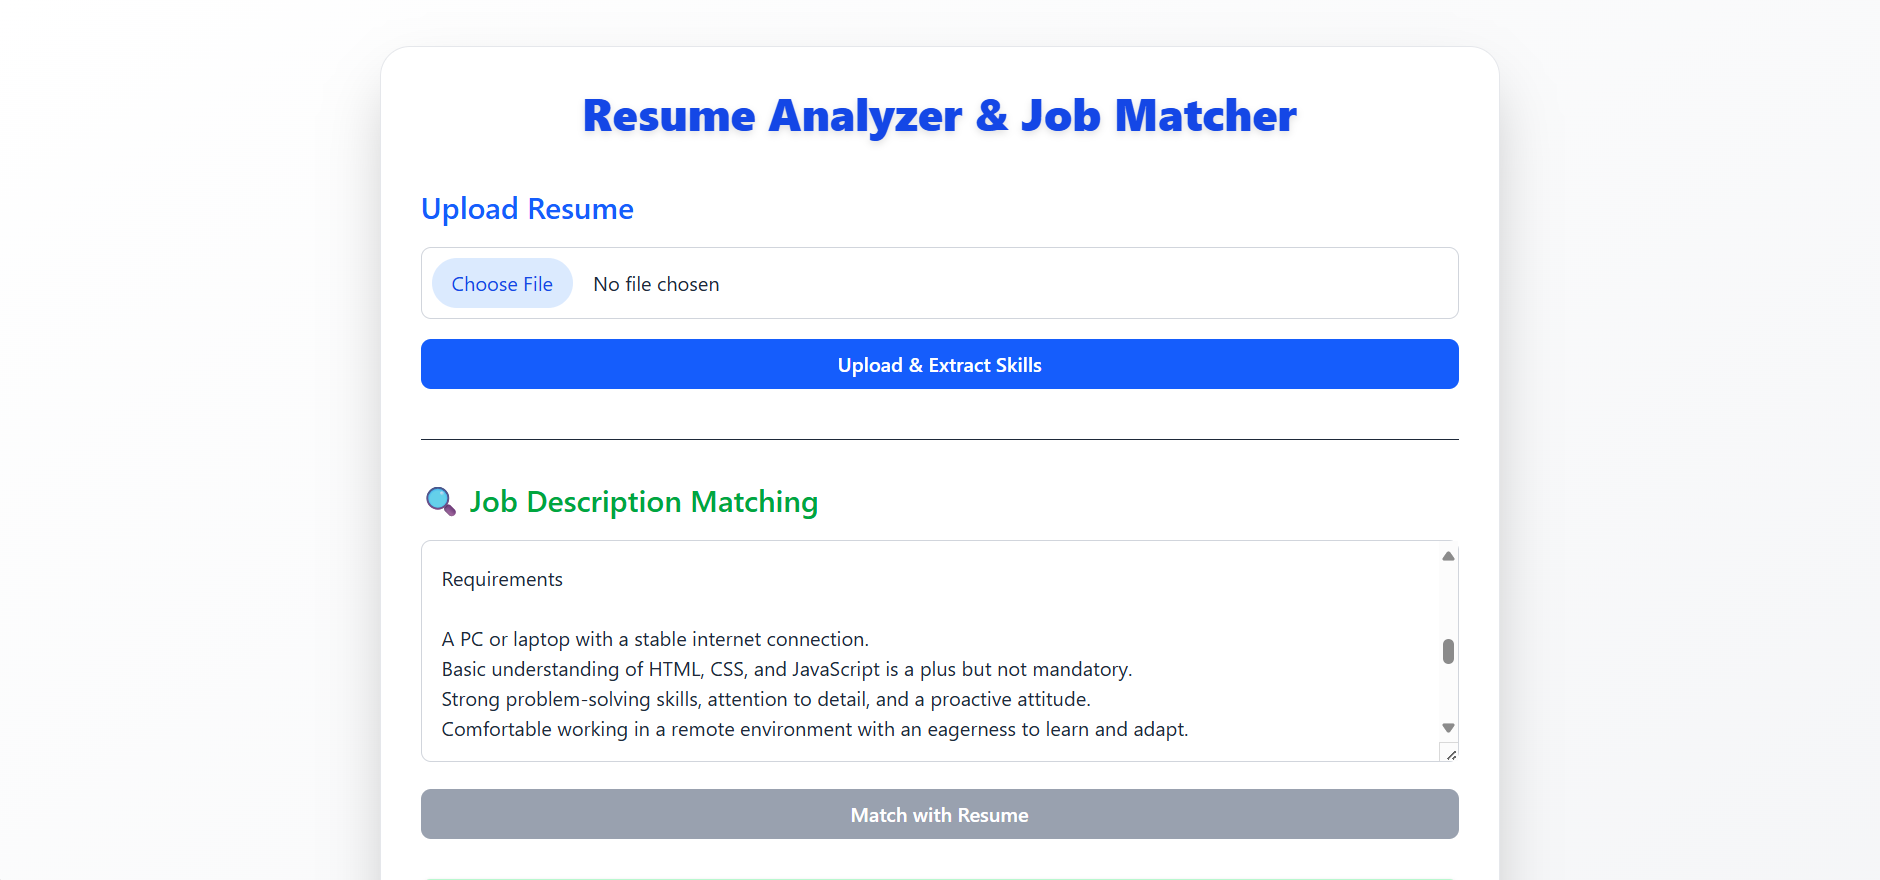 Resume Analyzer & Job Matcher
Upload Resume
Choose File No file chosen
Upload & Extract Skills
Job Description Matching
Requirements
A PC or laptop with a stable internet connection.
Basic understanding of HTML, CSS, and JavaScript is a plus but not mandatory.
Strong problem-solving skills, attention to detail, and a proactive attitude.
Comfortable working in a remote environment with an eagerness to learn and adapt.
Match with Resume